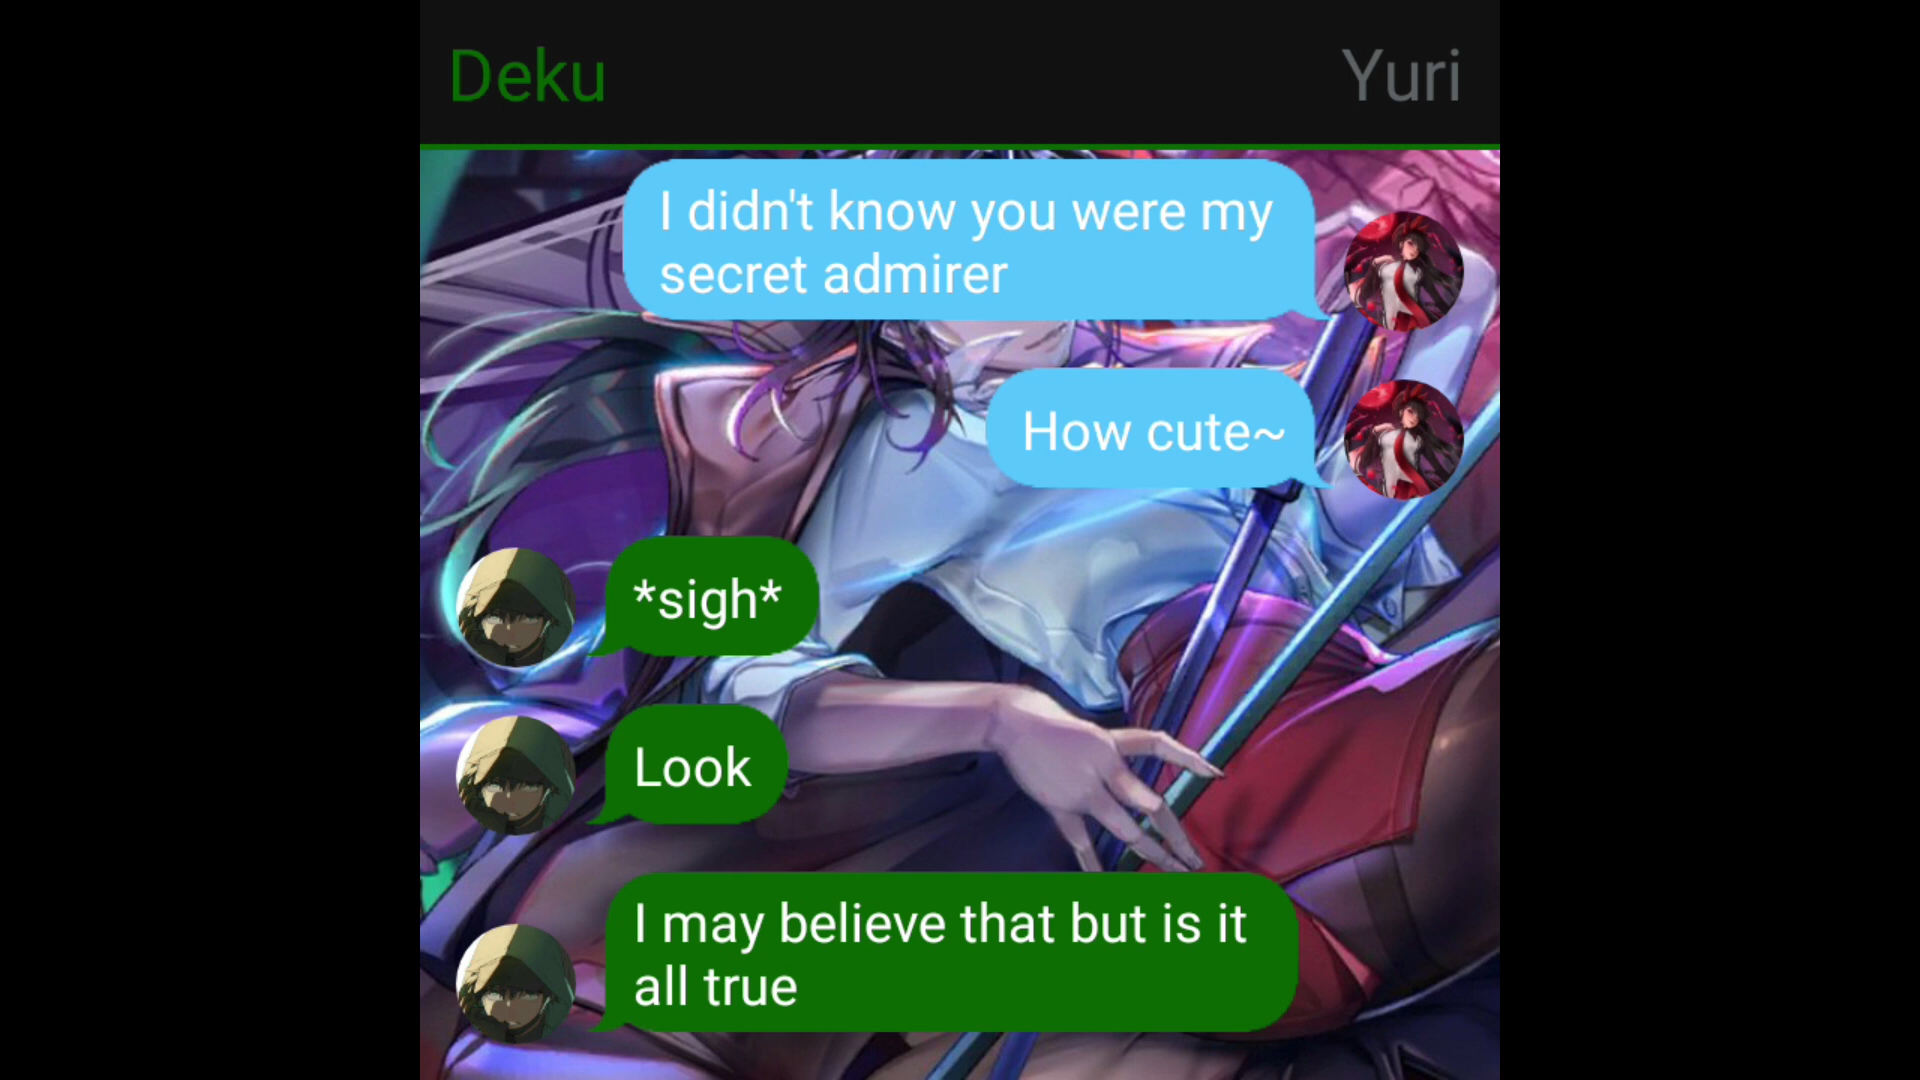 Deku
Yuri
I didn't know you were my
secret admirer
How cute~
*sigh*
Look
I may believe that but is it
all true